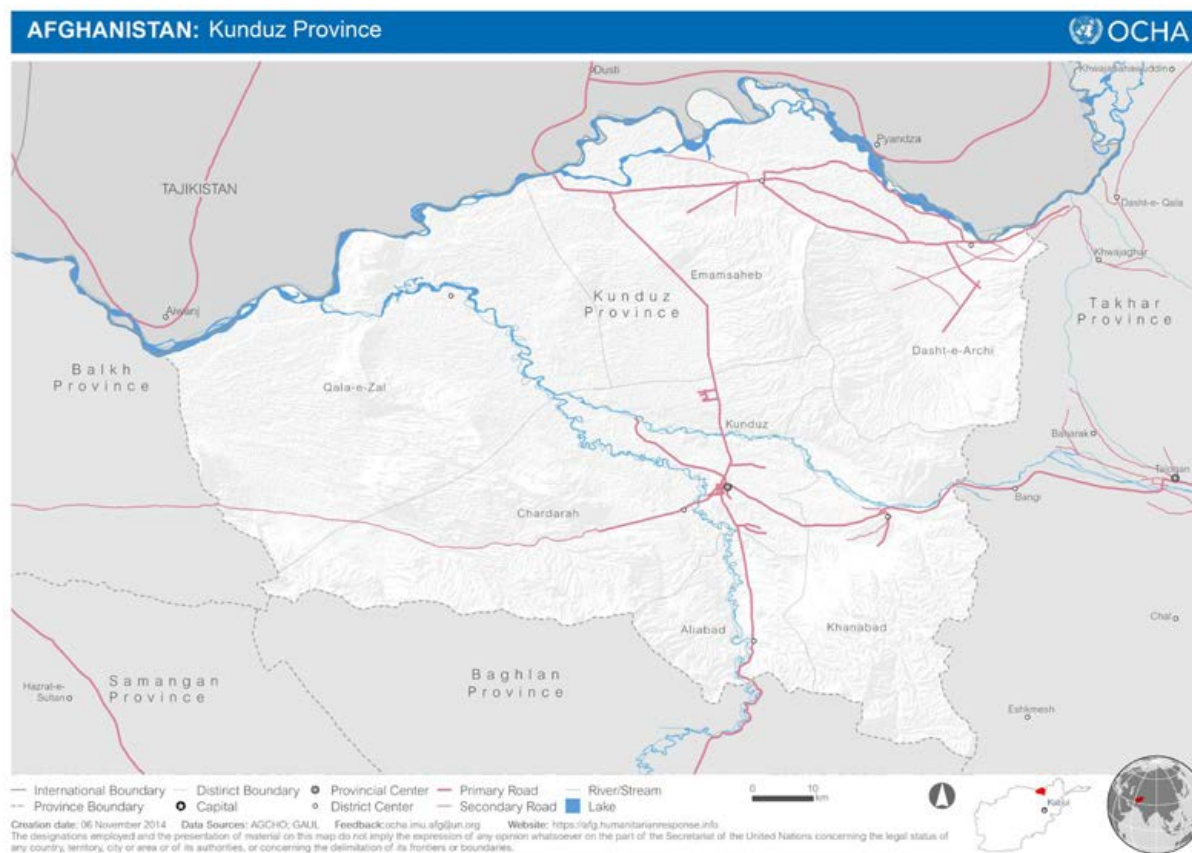 AFGHANISTAN: Kunduz Province
OCHA
Dusti
Khwajabahawuddin
Pyandza
TAJIKISTAN
Dasht-e- Qala
Khwajaghar
Emamsaheb
Kunduz
Province
Takhar
Province
Aiwanj
Balkh
Province
Dasht-e-Archi
Qala-e-Zal
Kunduz
Baharak
Taloqan
Bangi
Chardarah
Chal
Aliabad
Khanabad
Baghlan
Province
Samangan
Province
Hazrat-e-
Sultan
Eshkmesh
International Boundary District Boundary Provincial Center Primary Road River/Stream
Province Boundary Capital District Center Secondary Road Lake
0 10
km
Kabul
Creation date: 06 November 2014 Data Sources: AGCHO; GAUL Feedback:ocha.imu.afg@un.org Website: https://afg.humanitarianresponse.info
The designations employed and the presentation of material on this map do not imply the expression of any opinion whatsoever on the part of the Secretariat of the United Nations concerning the legal status of
any country, territory, city or area or of its authorities, or concerning the delimitation of its frontiers or boundaries.